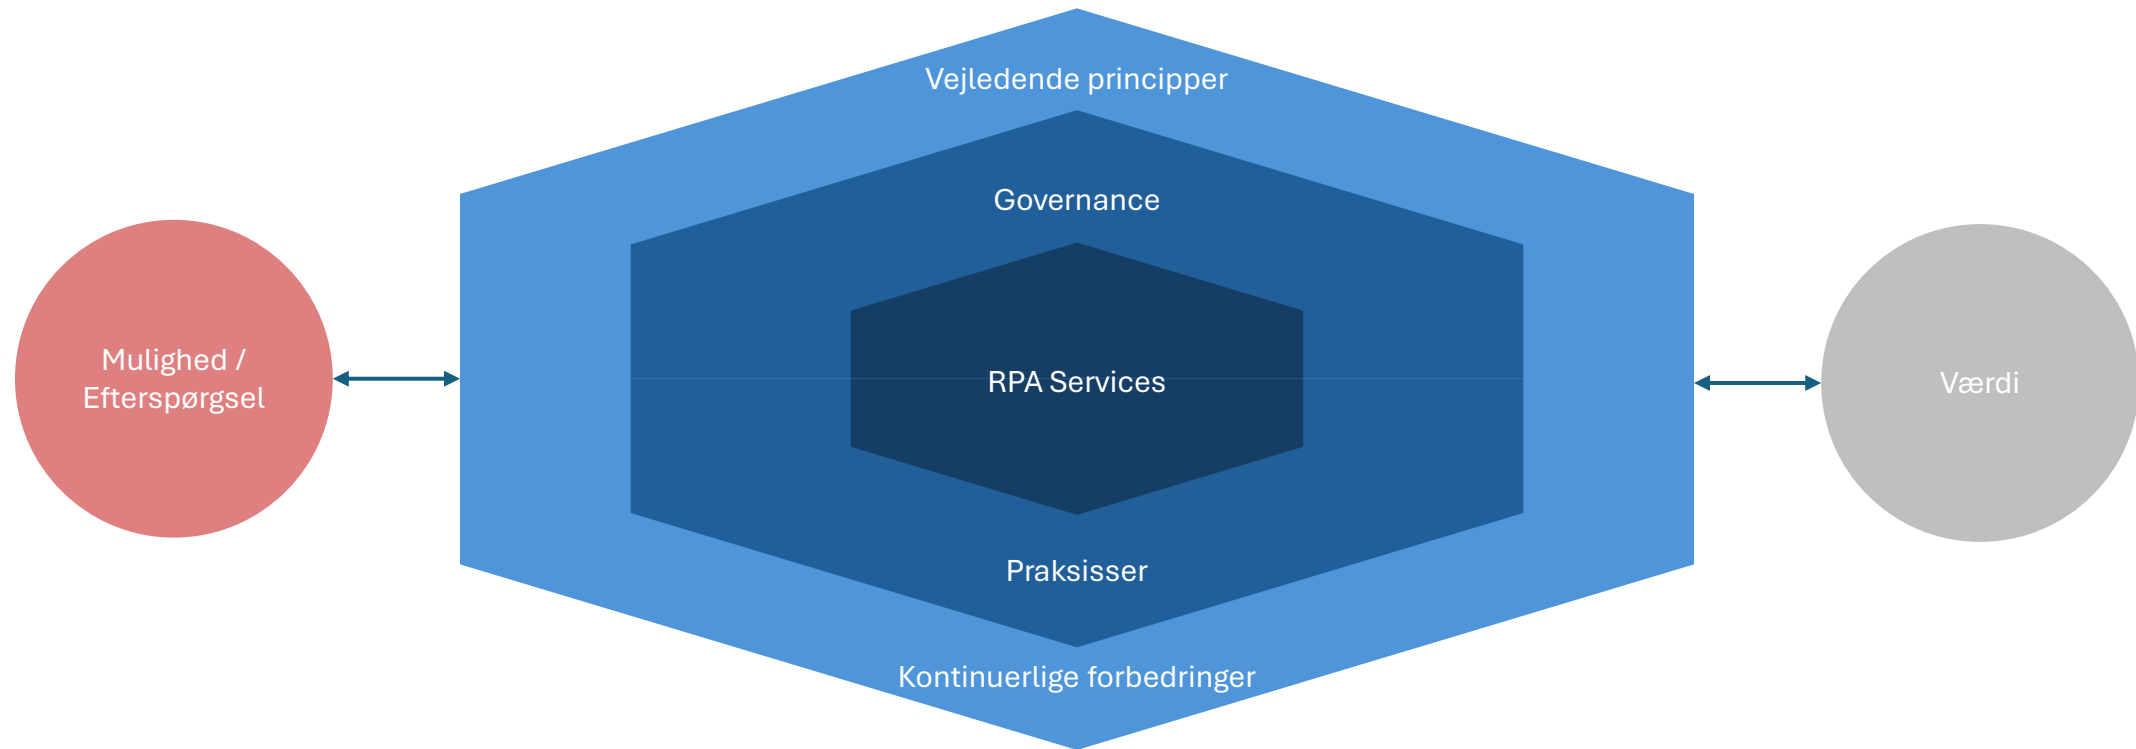 Vejledende principper
Governance
Mulighed /
Efterspørgsel
RPA Services
Værdi
Praksisser
Kontinuerlige forbedringer